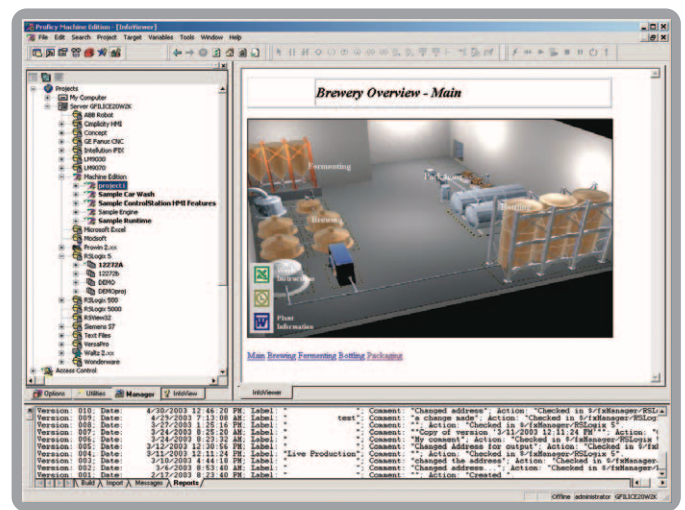 Proficy Machine Edition - [InfoViewer]
File Edit Search Project Target Variables Tools Window Help
Projects
My Computer
Server GFILICE20W2K
ABB Robot
Cimplicity HMI
Concept
GE Fanuc CNC
Intellution FIX
LM9030
LM9070
Machine Edition
project1
Sample Car Wash
Sample ControlStation HMI Features
Sample Engine
Sample Runtime
Microsoft Excel
Modsoft
Prowin 2.xx
RSLogix 5
12272A
12272b
DEMO
DEMOproj
RSLogix 500
RSLogix 5000
RSView32
Siemens S7
Text Files
VersaPro
Waltz 2.xx
Wonderware
Access Control
Options Utilities Manager InfoView
Brewery Overview - Main
Fermenting
Brewing
Plant
Information
Main Brewing Fermenting Bottling Packaging
InfoViewer
Version: 010; Date: 4/30/2003 12:46:20 PM; Label: " "; Comment: "Changed address"; Action: "Checked in $/fxManager/RSL
Version: 009; Date: 4/29/2003 7:13:08 AM; Label: " test"; Comment: "a change made"; Action: "Checked in $/fxManager/RSLog
Version: 008; Date: 3/27/2003 1:25:16 PM; Label: " "; Comment: ""; Action: "Checked in $/fxManager/RSLogix 5"
Version: 007; Date: 3/24/2003 8:25:20 AM; Label: " "; Comment: "Copy of version '3/11/2003 12:11:24 PM'"
Version: 006; Date: 3/24/2003 8:23:32 AM; Label: " "; Comment: "My comment"; Action: "Checked in $/fxManager/RSLogix
Version: 005; Date: 3/12/2003 12:30:56 PM; Label: " "; Comment: "Changed Address for output"; Action: "Checked in $/fxM
Version: 004; Date: 3/11/2003 12:11:24 PM; Label: "Live Production"; Comment: ""; Action: "Checked in $/fxManager/RSLogix 5"
Version: 003; Date: 3/10/2003 4:44:18 PM; Label: " "; Comment: "changed the address"; Action: "Checked in $/fxManager
Version: 002; Date: 3/6/2003 8:53:40 AM; Label: " "; Comment: "Changed address..."; Action: "Checked in $/fxManager/
Version: 001; Date: 2/17/2003 8:23:40 PM; Label: " "; Comment: ""; Action: "Created
Build Import Messages Reports
Offline administrator GFILICE20W2K